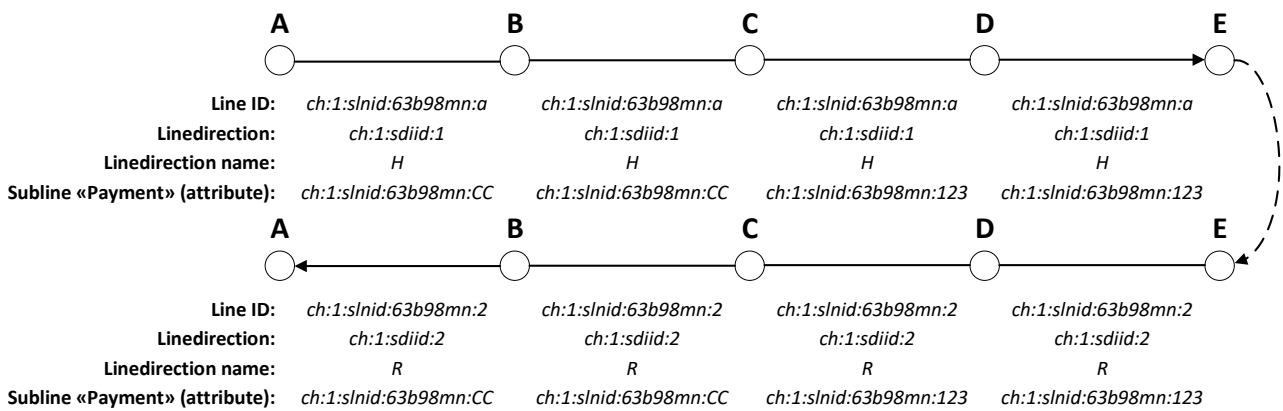 A B C D E
Line ID: ch:1:slnid:63b98mn:a ch:1:slnid:63b98mn:a ch:1:slnid:63b98mn:a ch:1:slnid:63b98mn:a
Linedirection: ch:1:sdiid:1 ch:1:sdiid:1 ch:1:sdiid:1 ch:1:sdiid:1
Linedirection name: H H H H
Subline «Payment» (attribute): ch:1:slnid:63b98mn:CC ch:1:slnid:63b98mn:CC ch:1:slnid:63b98mn:123 ch:1:slnid:63b98mn:123
A B C D E
Line ID: ch:1:slnid:63b98mn:2 ch:1:slnid:63b98mn:2 ch:1:slnid:63b98mn:2 ch:1:slnid:63b98mn:2
Linedirection: ch:1:sdiid:2 ch:1:sdiid:2 ch:1:sdiid:2 ch:1:sdiid:2
Linedirection name: R R R R
Subline «Payment» (attribute): ch:1:slnid:63b98mn:CC ch:1:slnid:63b98mn:CC ch:1:slnid:63b98mn:123 ch:1:slnid:63b98mn:123